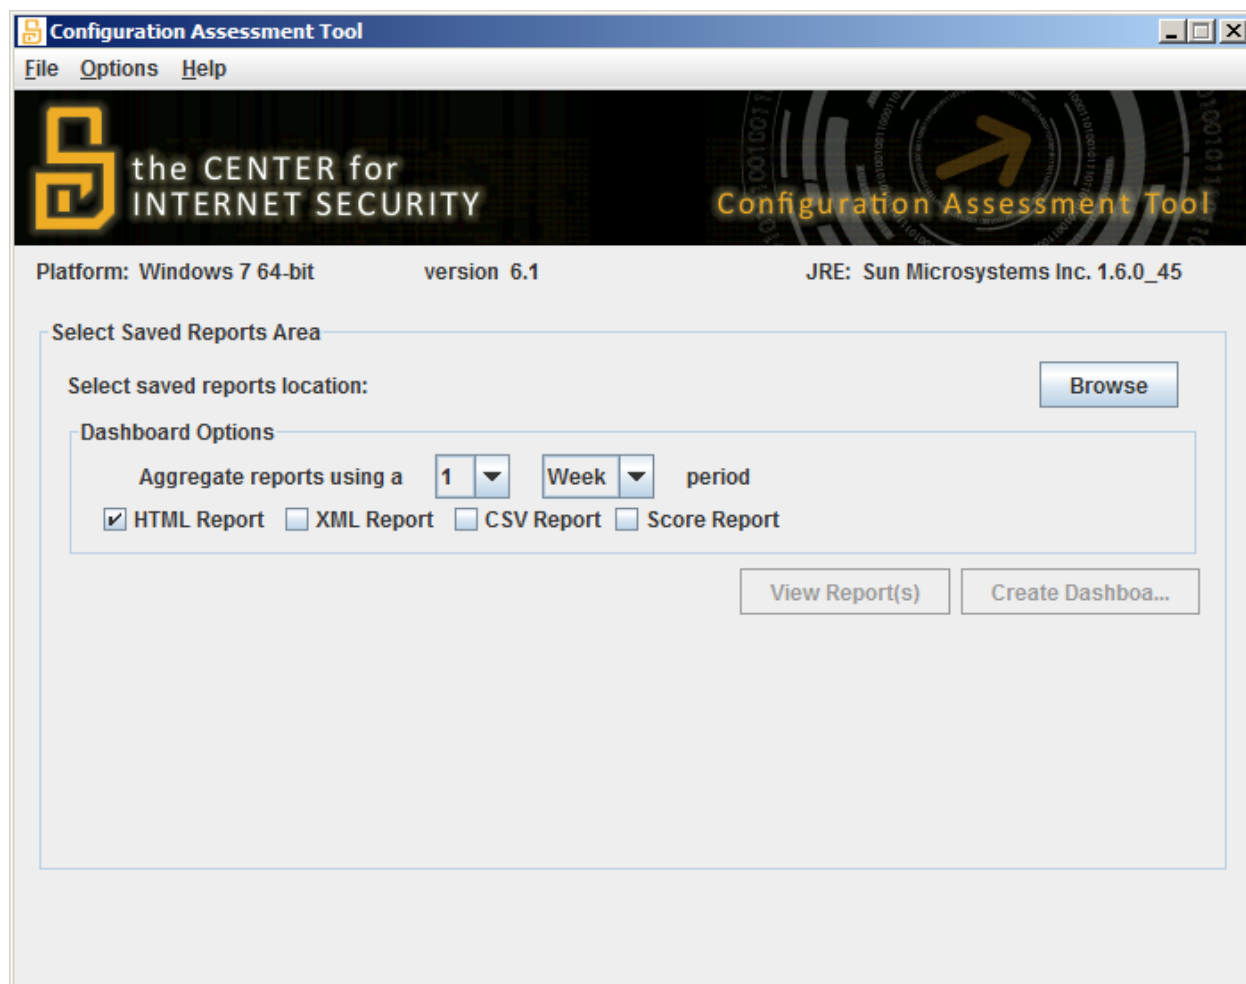 Configuration Assessment Tool
File Options Help
the CENTER for
INTERNET SECURITY
Configuration Assessment Tool
Platform: Windows 7 64-bit version 6.1 JRE: Sun Microsystems Inc. 1.6.0_45
Select Saved Reports Area
Select saved reports location: Browse
Dashboard Options
Aggregate reports using a 1 Week period
HTML Report XML Report CSV Report Score Report
View Report(s) Create Dashboa...